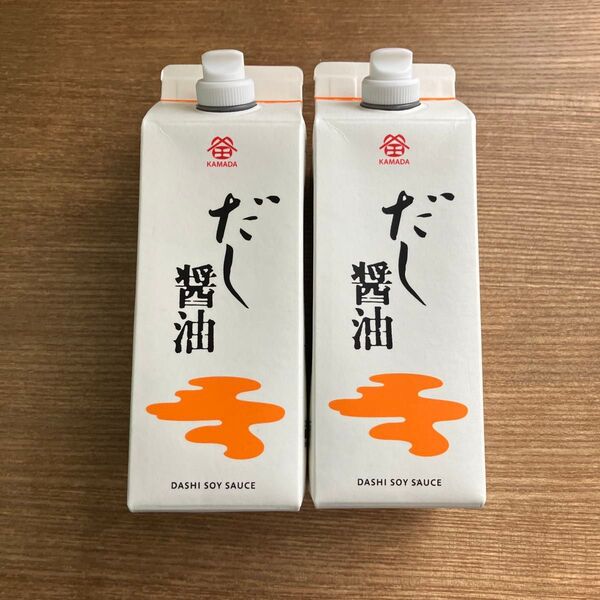 KAMADA
だし
醤油
DASHI SOY SAUCE
KAMADA
だし
醤油
DASHI SOY SAUCE